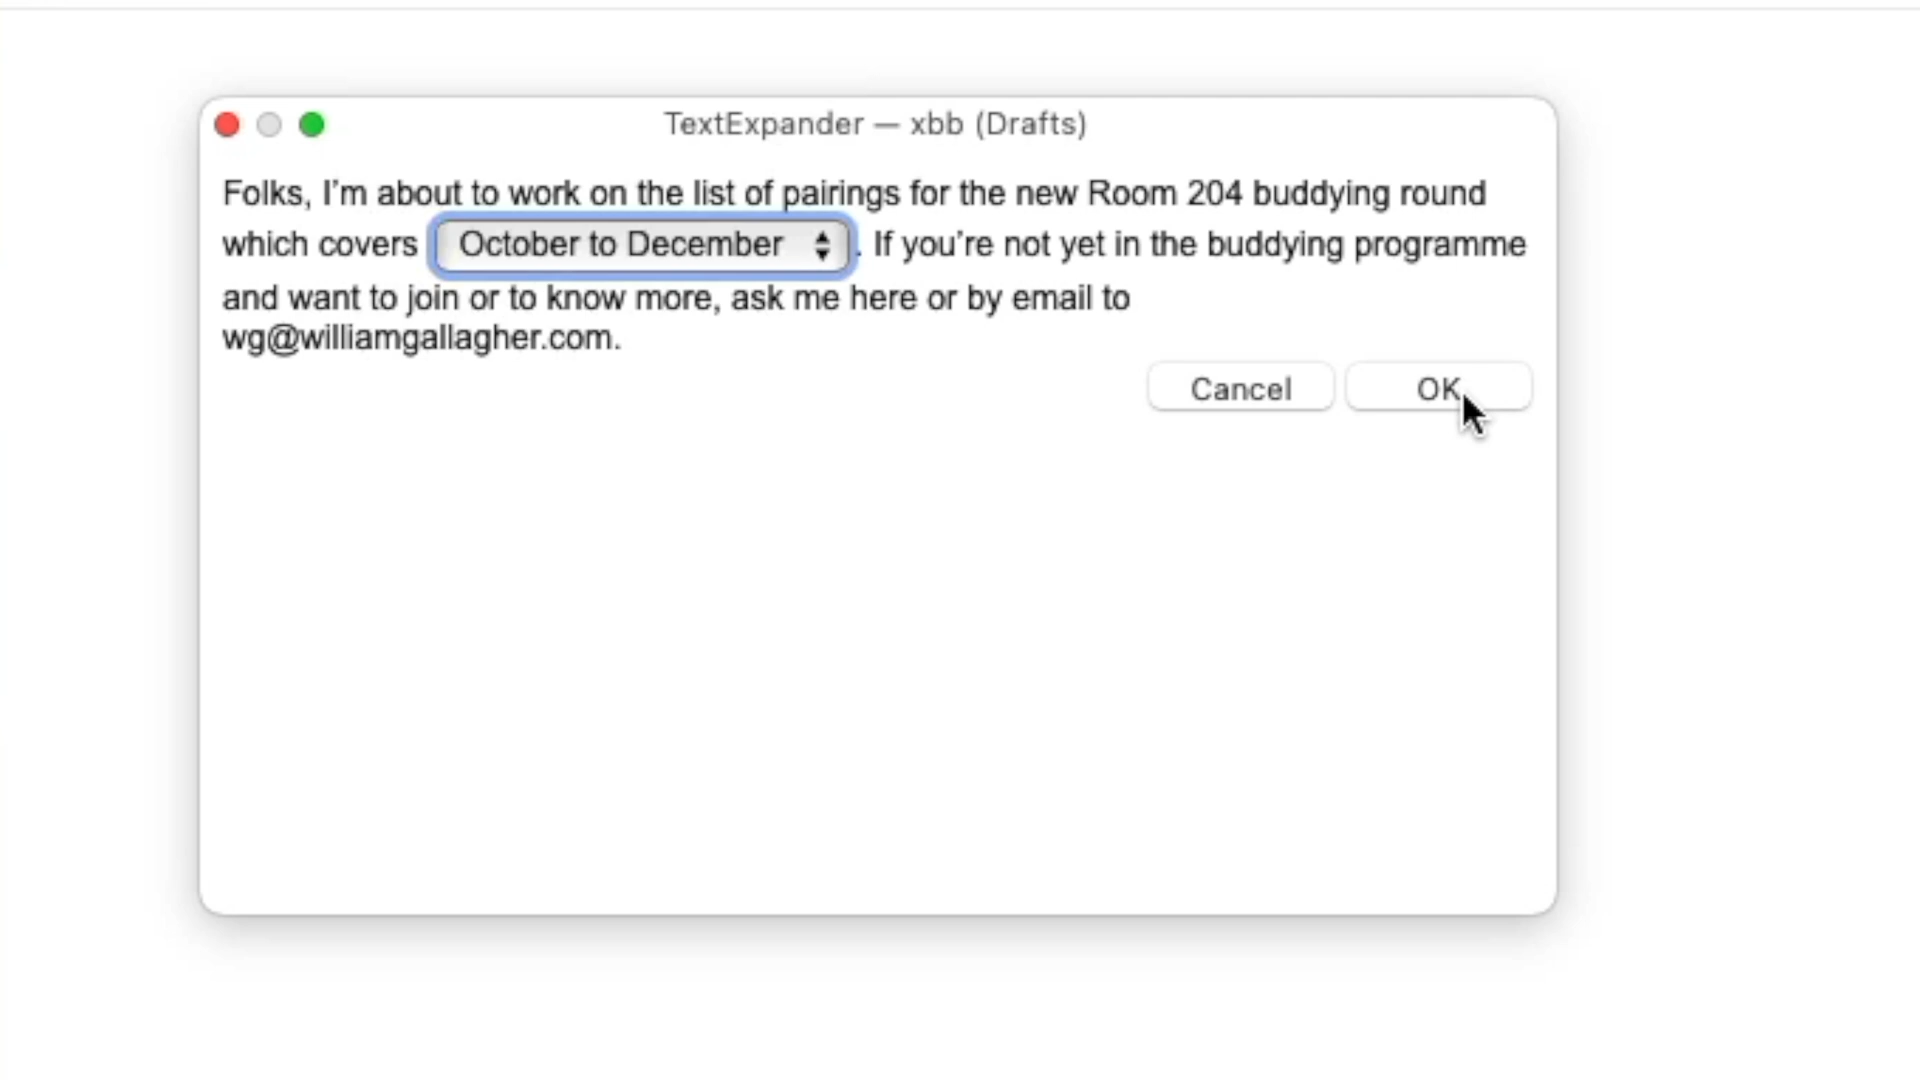 TextExpander — xbb (Drafts)
Folks, I’m about to work on the list of pairings for the new Room 204 buddying round
which covers October to December . If you’re not yet in the buddying programme
and want to join or to know more, ask me here or by email to
wg@williamgallagher.com.
Cancel OK